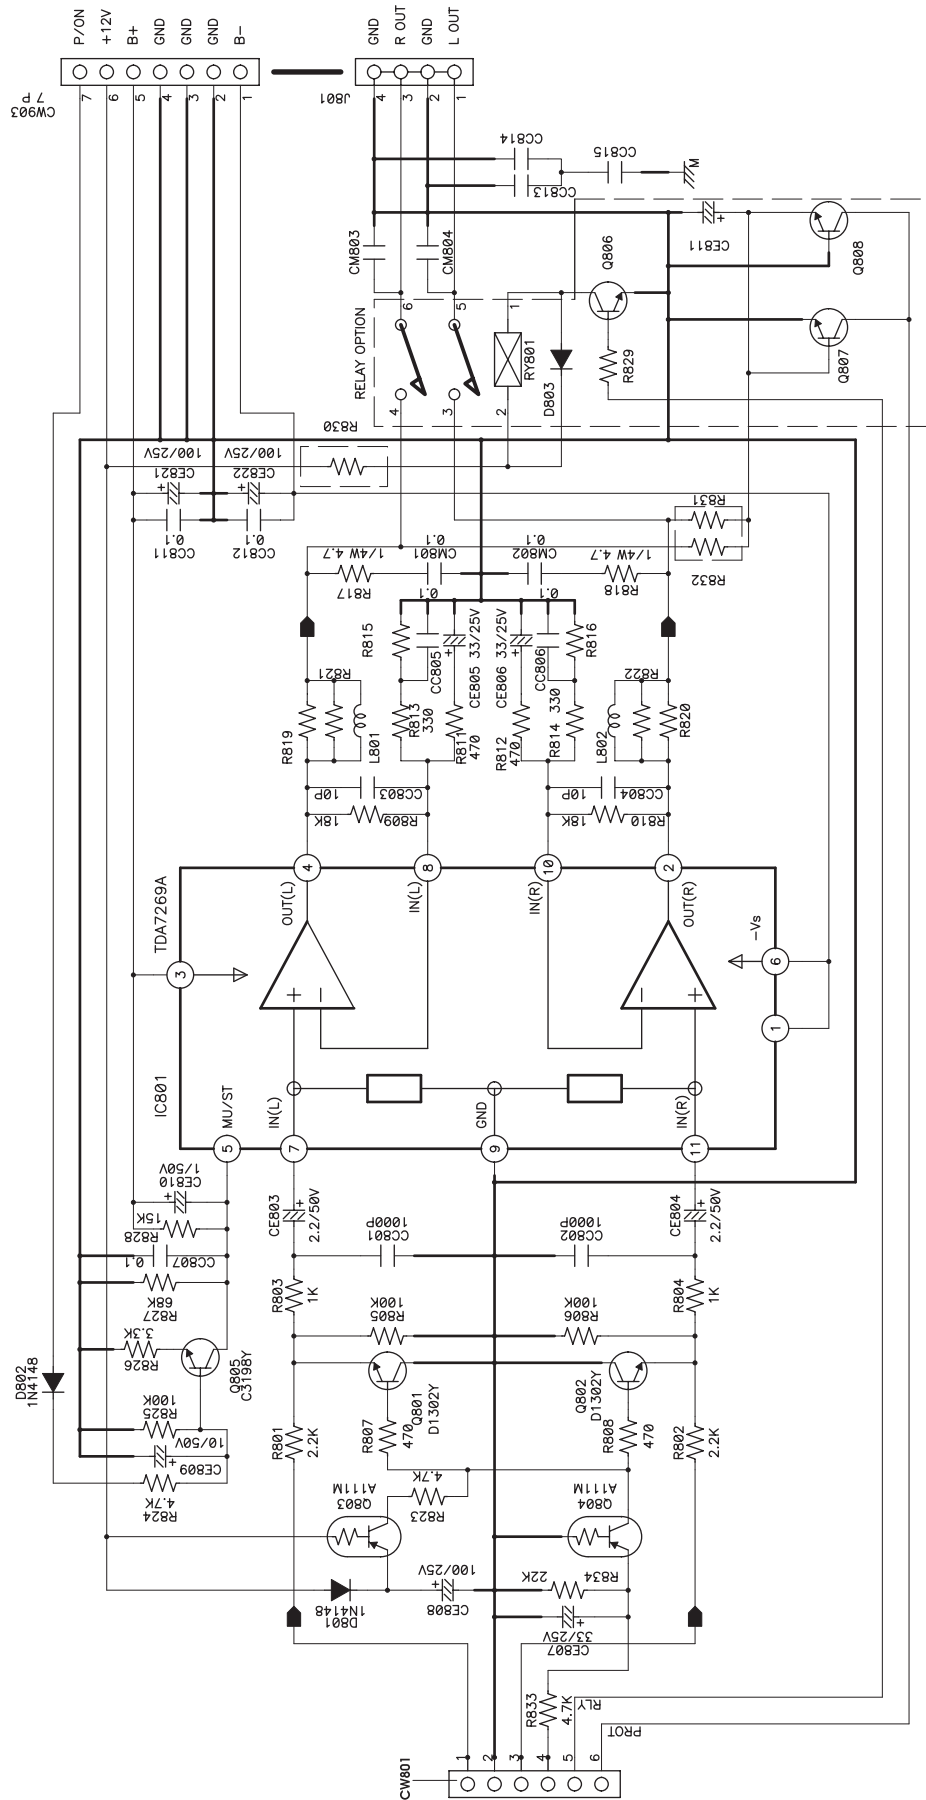 P/ON
+12V
B+
GND
GND
GND
B-
7
6
5
4
3
2
1
CW903
7 P
GND
R OUT
GND
L OUT
4
3
2
1
J801
CC814
CC813
CC815
M
CM803
CM804
Q806
CE811
+
Q808
RELAY OPTION
6
5
1
RY801
2
D803
R829
Q807
4
3
R830
100/25V
CE821
+
100/25V
CE822
+
0.1
CC811
0.1
CC812
R831
R832
1/4W 4.7
R817
0.1
CM801
0.1
CM802
1/4W 4.7
R818
R815
0.1
CC805
CE805 33/25V
+
CE806 33/25V
+
0.1
CC806
R816
R821
R819
L801
R813
330
R811
470
R812
470
R814 330
L802
R822
R820
10P
CC803
18K
R809
10P
CC804
18K
R810
TDA7269A
4
8
10
2
OUT(L)
IN(L)
IN(R)
OUT(R)
3
-Vs
6
1
IC801
MU/ST
IN(L)
GND
IN(R)
5
7
9
11
1/50V
CE810
+
15K
R828
0.1
CC807
68K
R827
3.3K
R826
Q805
C3198Y
D802
1N4148
100K
R825
10/50V
CE809
+
4.7K
R824
CE803
2.2/50V
+
CE804
2.2/50V
+
1000P
CC801
1000P
CC802
R803
1K
R804
1K
100K
R805
100K
R806
Q801
D1302Y
Q802
D1302Y
R801
2.2K
R807
470
R808
470
R802
2.2K
4.7K
R823
A111M
Q803
A111M
Q804
1N4148
D801
100/25V
CE808
+
22K
R834
33/25V
CE807
+
R833
4.7K
RLY
PROT
CW801
1
2
3
4
5
6